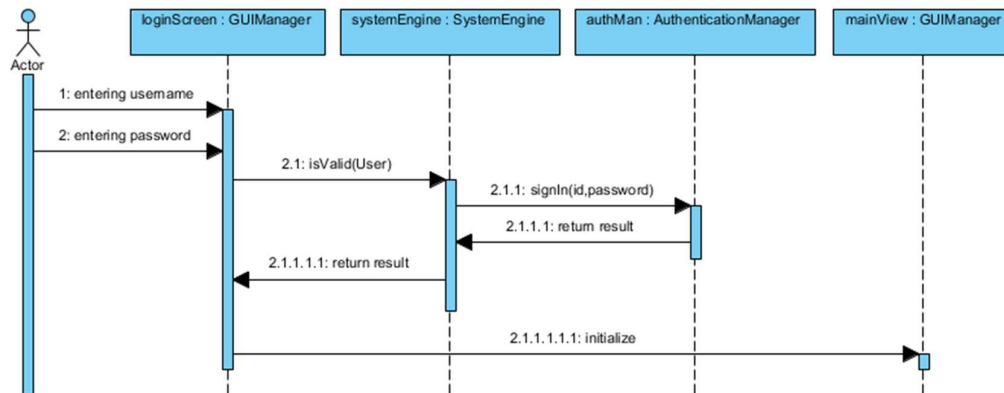 loginScreen : GUIManager
systemEngine : SystemEngine
authMan : AuthenticationManager
mainView : GUIManager
Actor
1: entering username
2: entering password
2.1: isValid(User)
2.1.1: signIn(id,password)
2.1.1.1: return result
2.1.1.1.1: return result
2.1.1.1.1.1: initialize